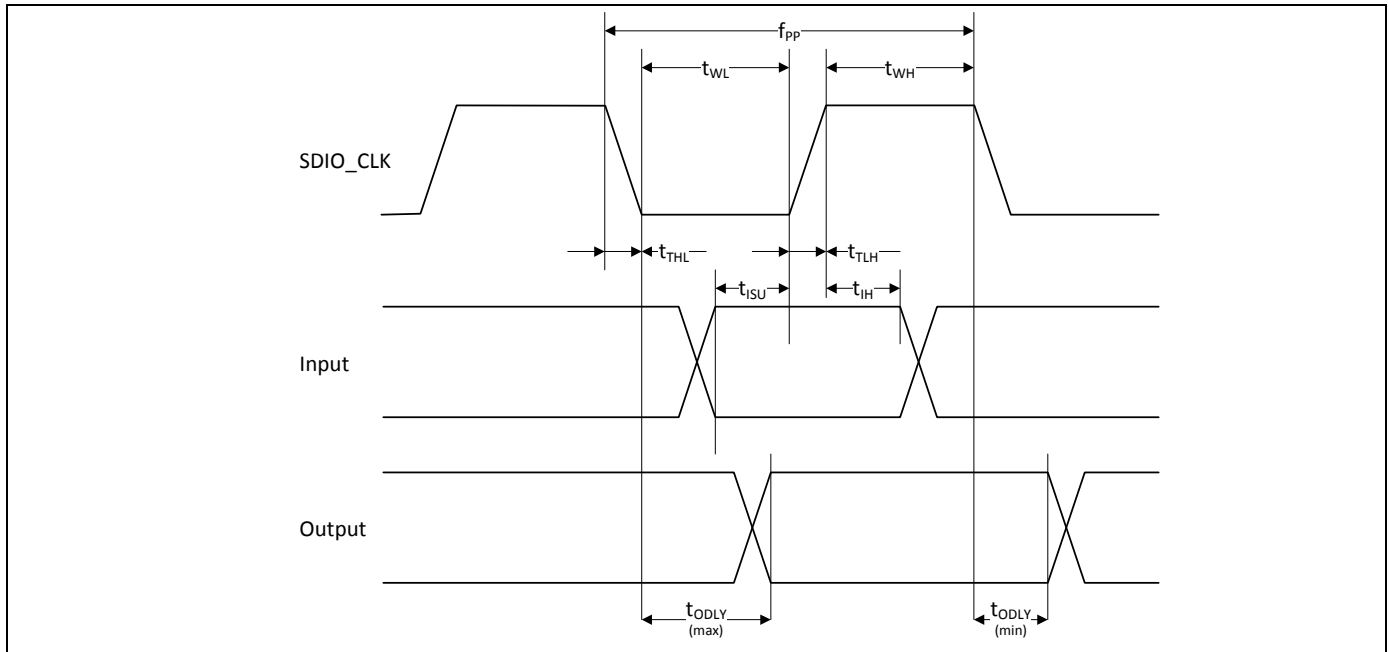 fPP
tWL
tWH
SDIO_CLK
tTHL
tTLH
tISU
tIH
Input
Output
tODLY
(max)
tODLY
(min)